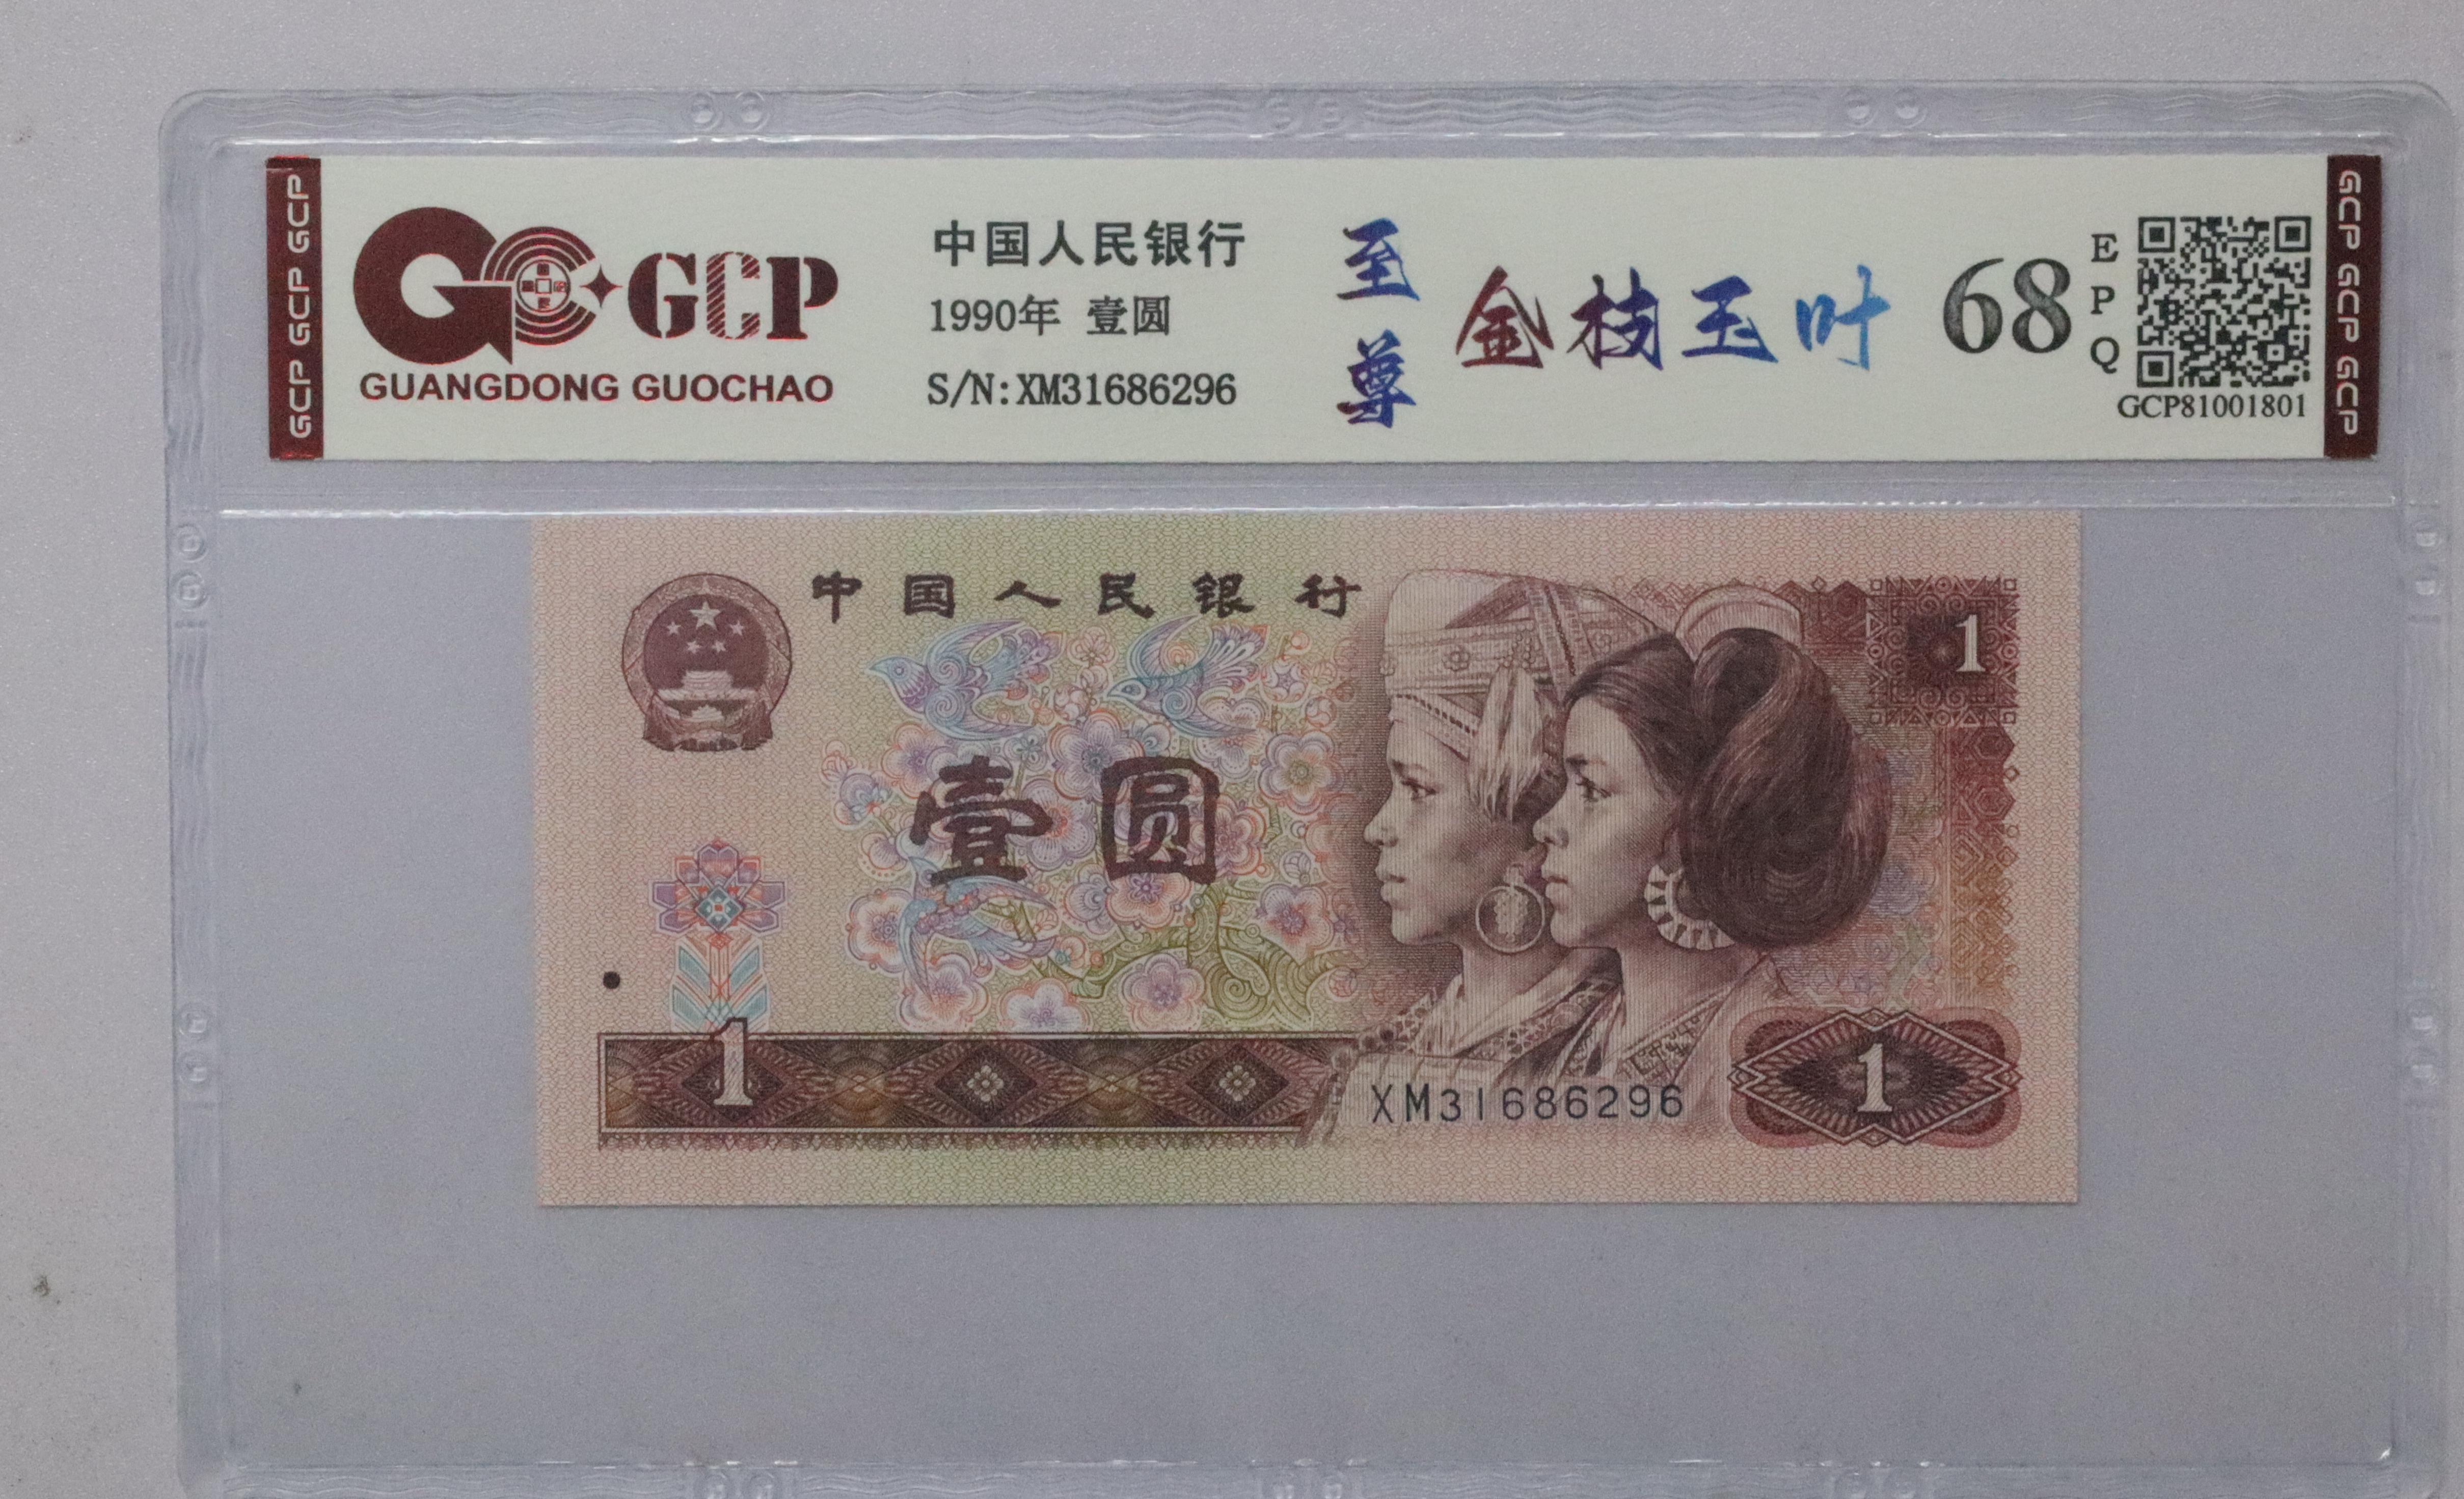 GCP GCP GCP
GCP
GUANGDONG GUOCHAO
中国人民银行
1990年 壹圆
S/N:XM31686296
至尊
金枝玉叶
68
EPQ
GCP81001801
GCP GCP GCP
中国人民银行
1
壹圆
1
XM31686296
1